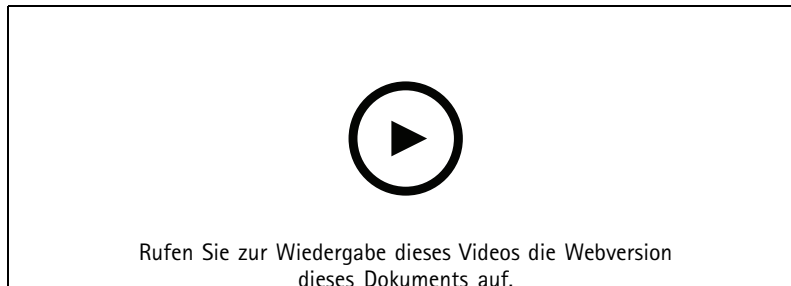 Rufen Sie zur Wiedergabe dieses Videos die Webversion
dieses Dokuments auf.